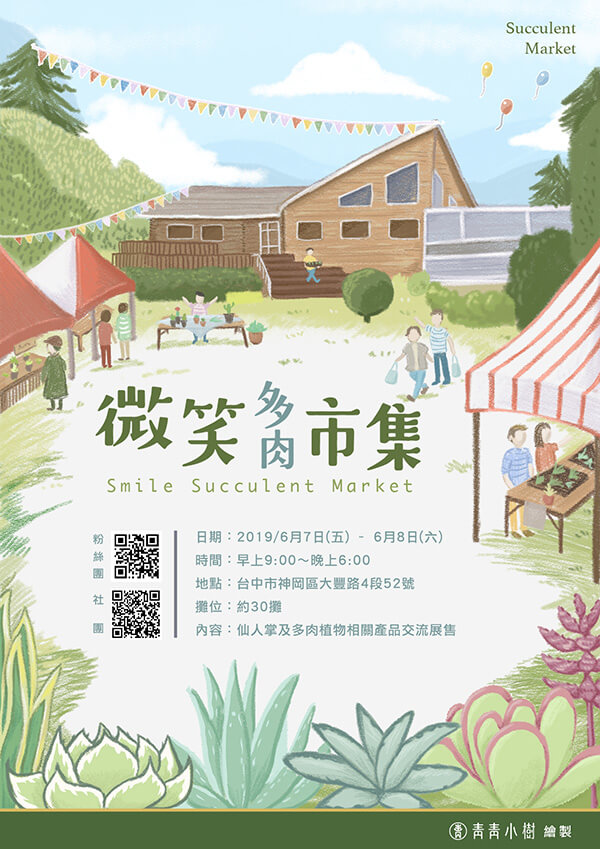 Succulent
Market
微笑多肉市集
Smile Succulent Market
粉絲團
社團
日期：2019/6月7日(五) - 6月8日(六)
時間：早上9:00～晚上6:00
地點：台中市神岡區大豐路4段52號
攤位：約30攤
內容：仙人掌及多肉植物相關產品交流展售
青青小樹 繪製